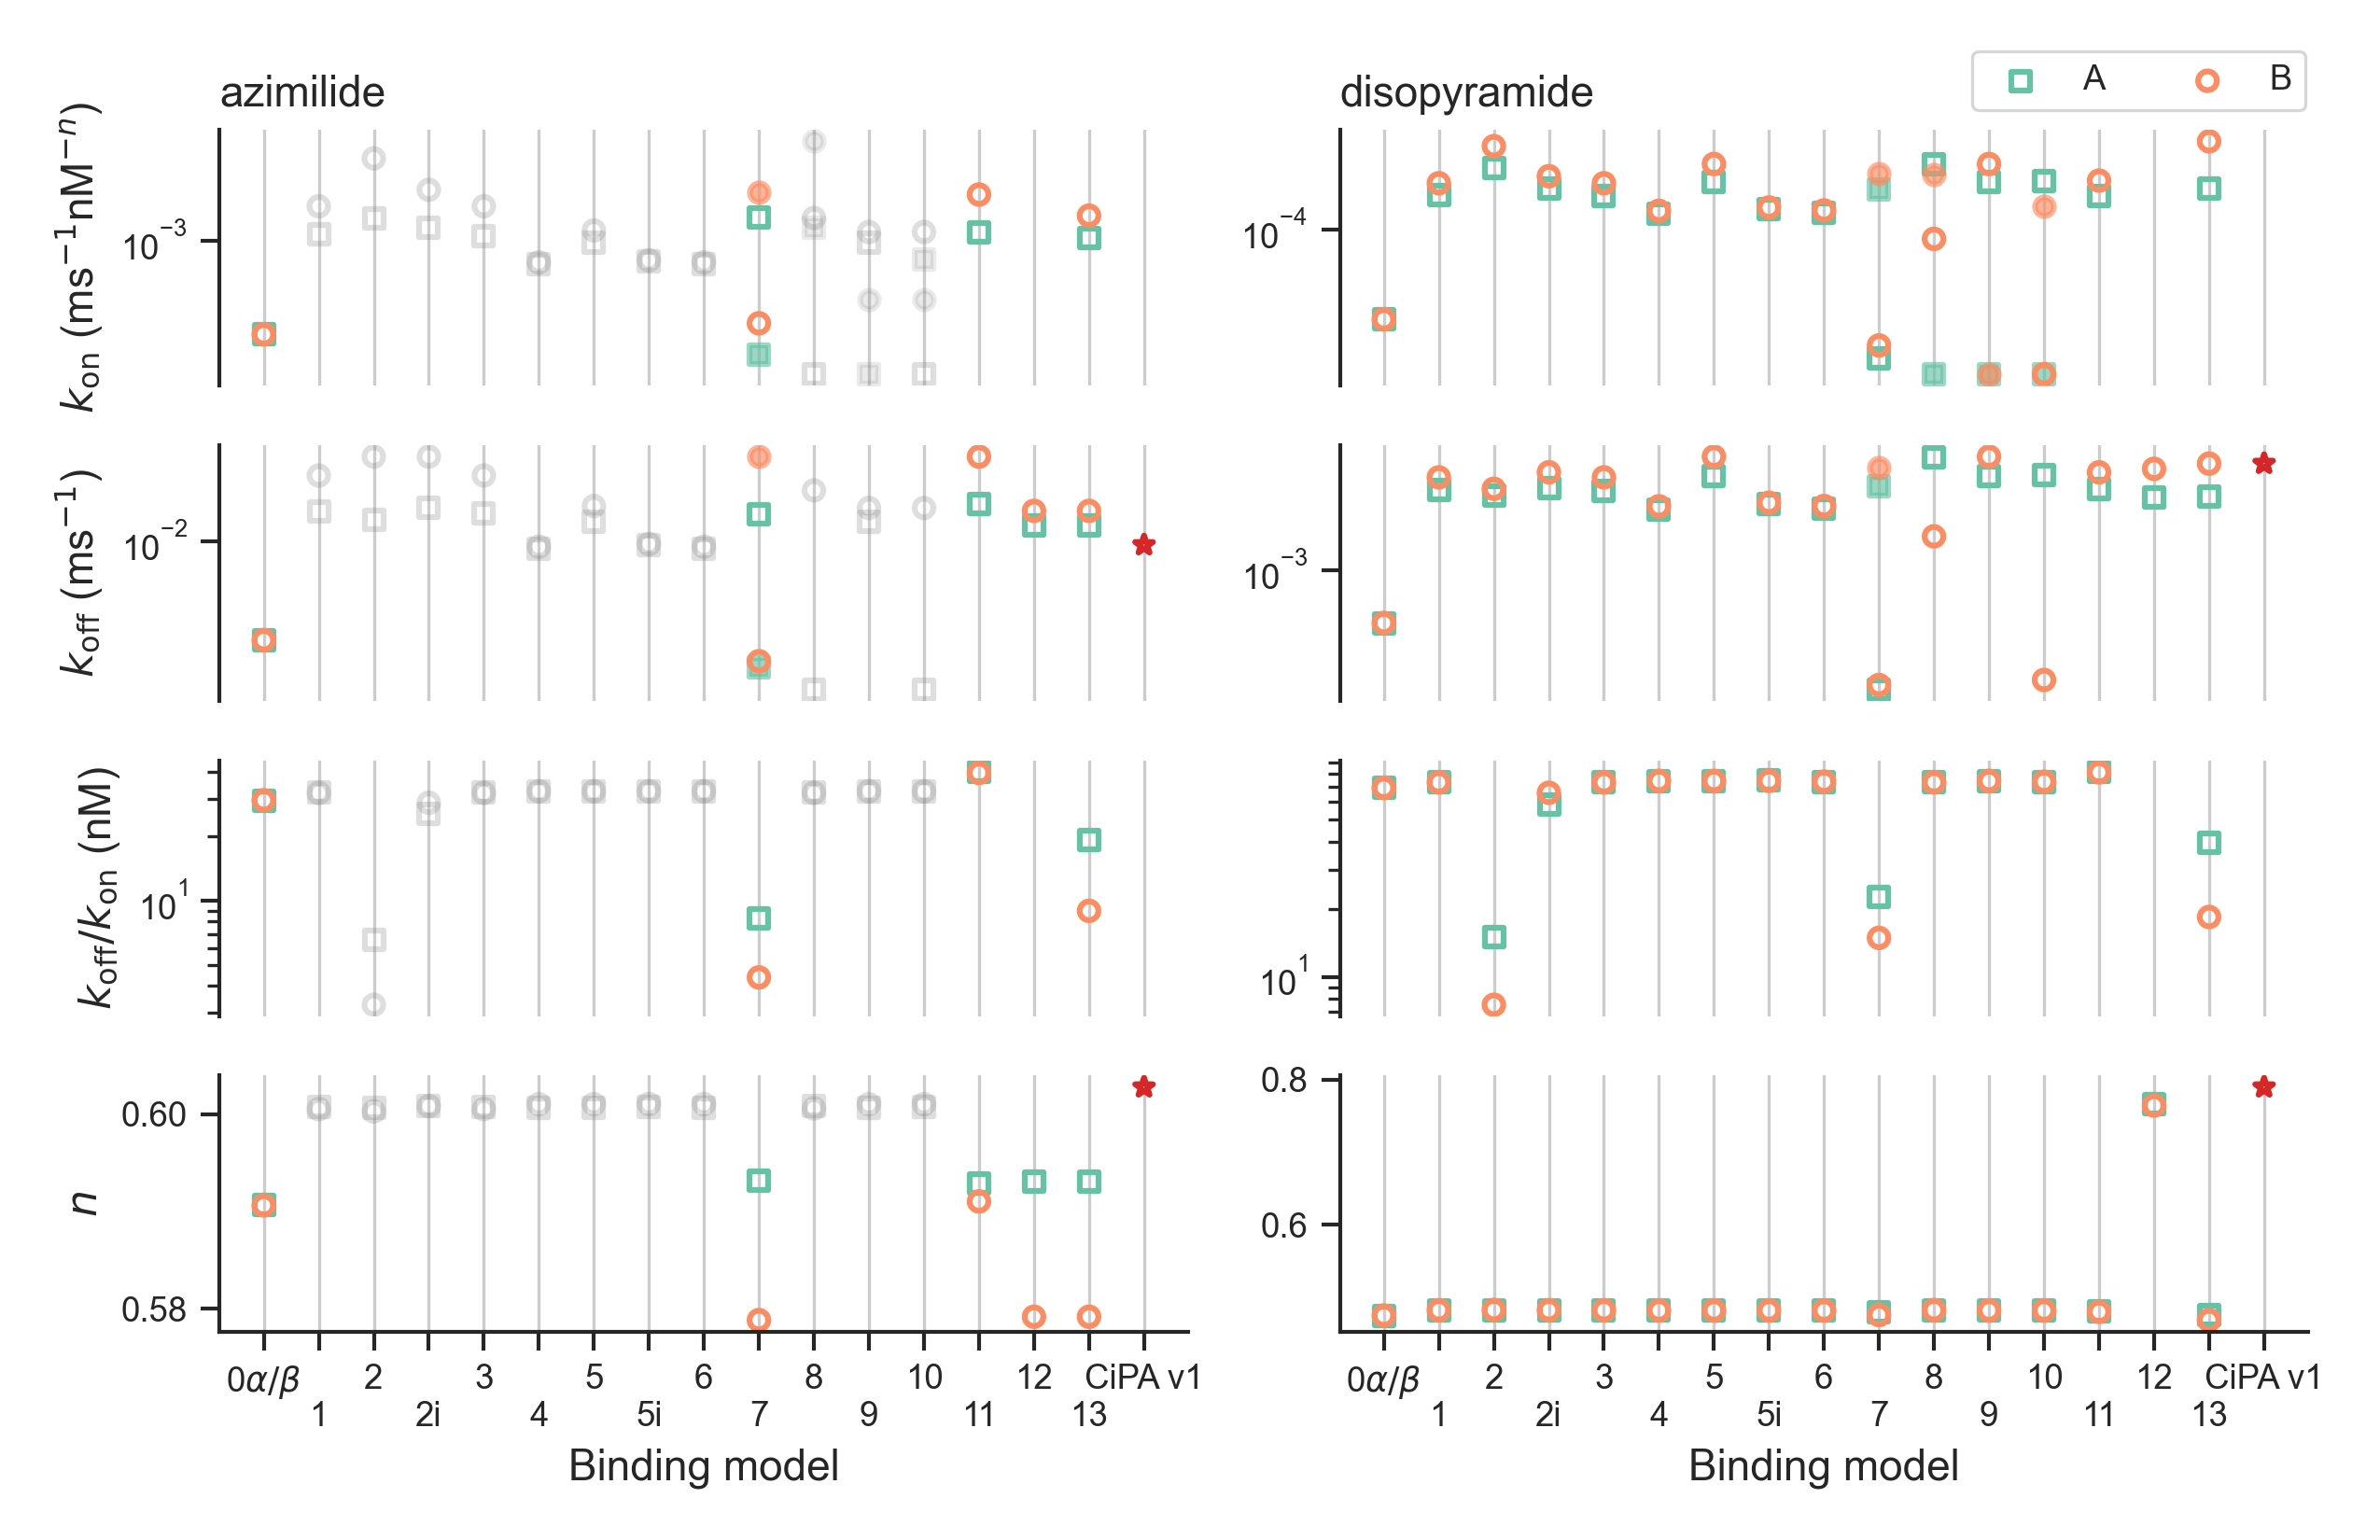 A B
azimilide disopyramide
k_on (ms⁻¹nM⁻ⁿ)
10⁻³
10⁻⁴
k_off (ms⁻¹)
10⁻²
10⁻³
k_off/k_on (nM)
10¹
10¹
n
0.60
0.58
0.8
0.6
0α/β 2 3 5 6 8 10 12 CiPA v1
1 2i 4 5i 7 9 11 13
Binding model
0α/β 2 3 5 6 8 10 12 CiPA v1
1 2i 4 5i 7 9 11 13
Binding model